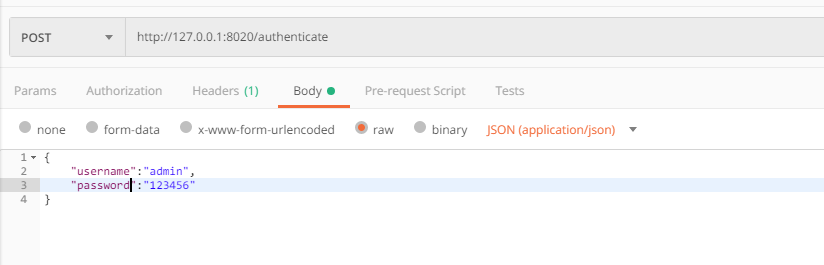 POST http://127.0.0.1:8020/authenticate
Params Authorization Headers (1) Body Pre-request Script Tests
none form-data x-www-form-urlencoded raw binary JSON (application/json)
1 {
2 "username":"admin",
3 "password":"123456"
4 }